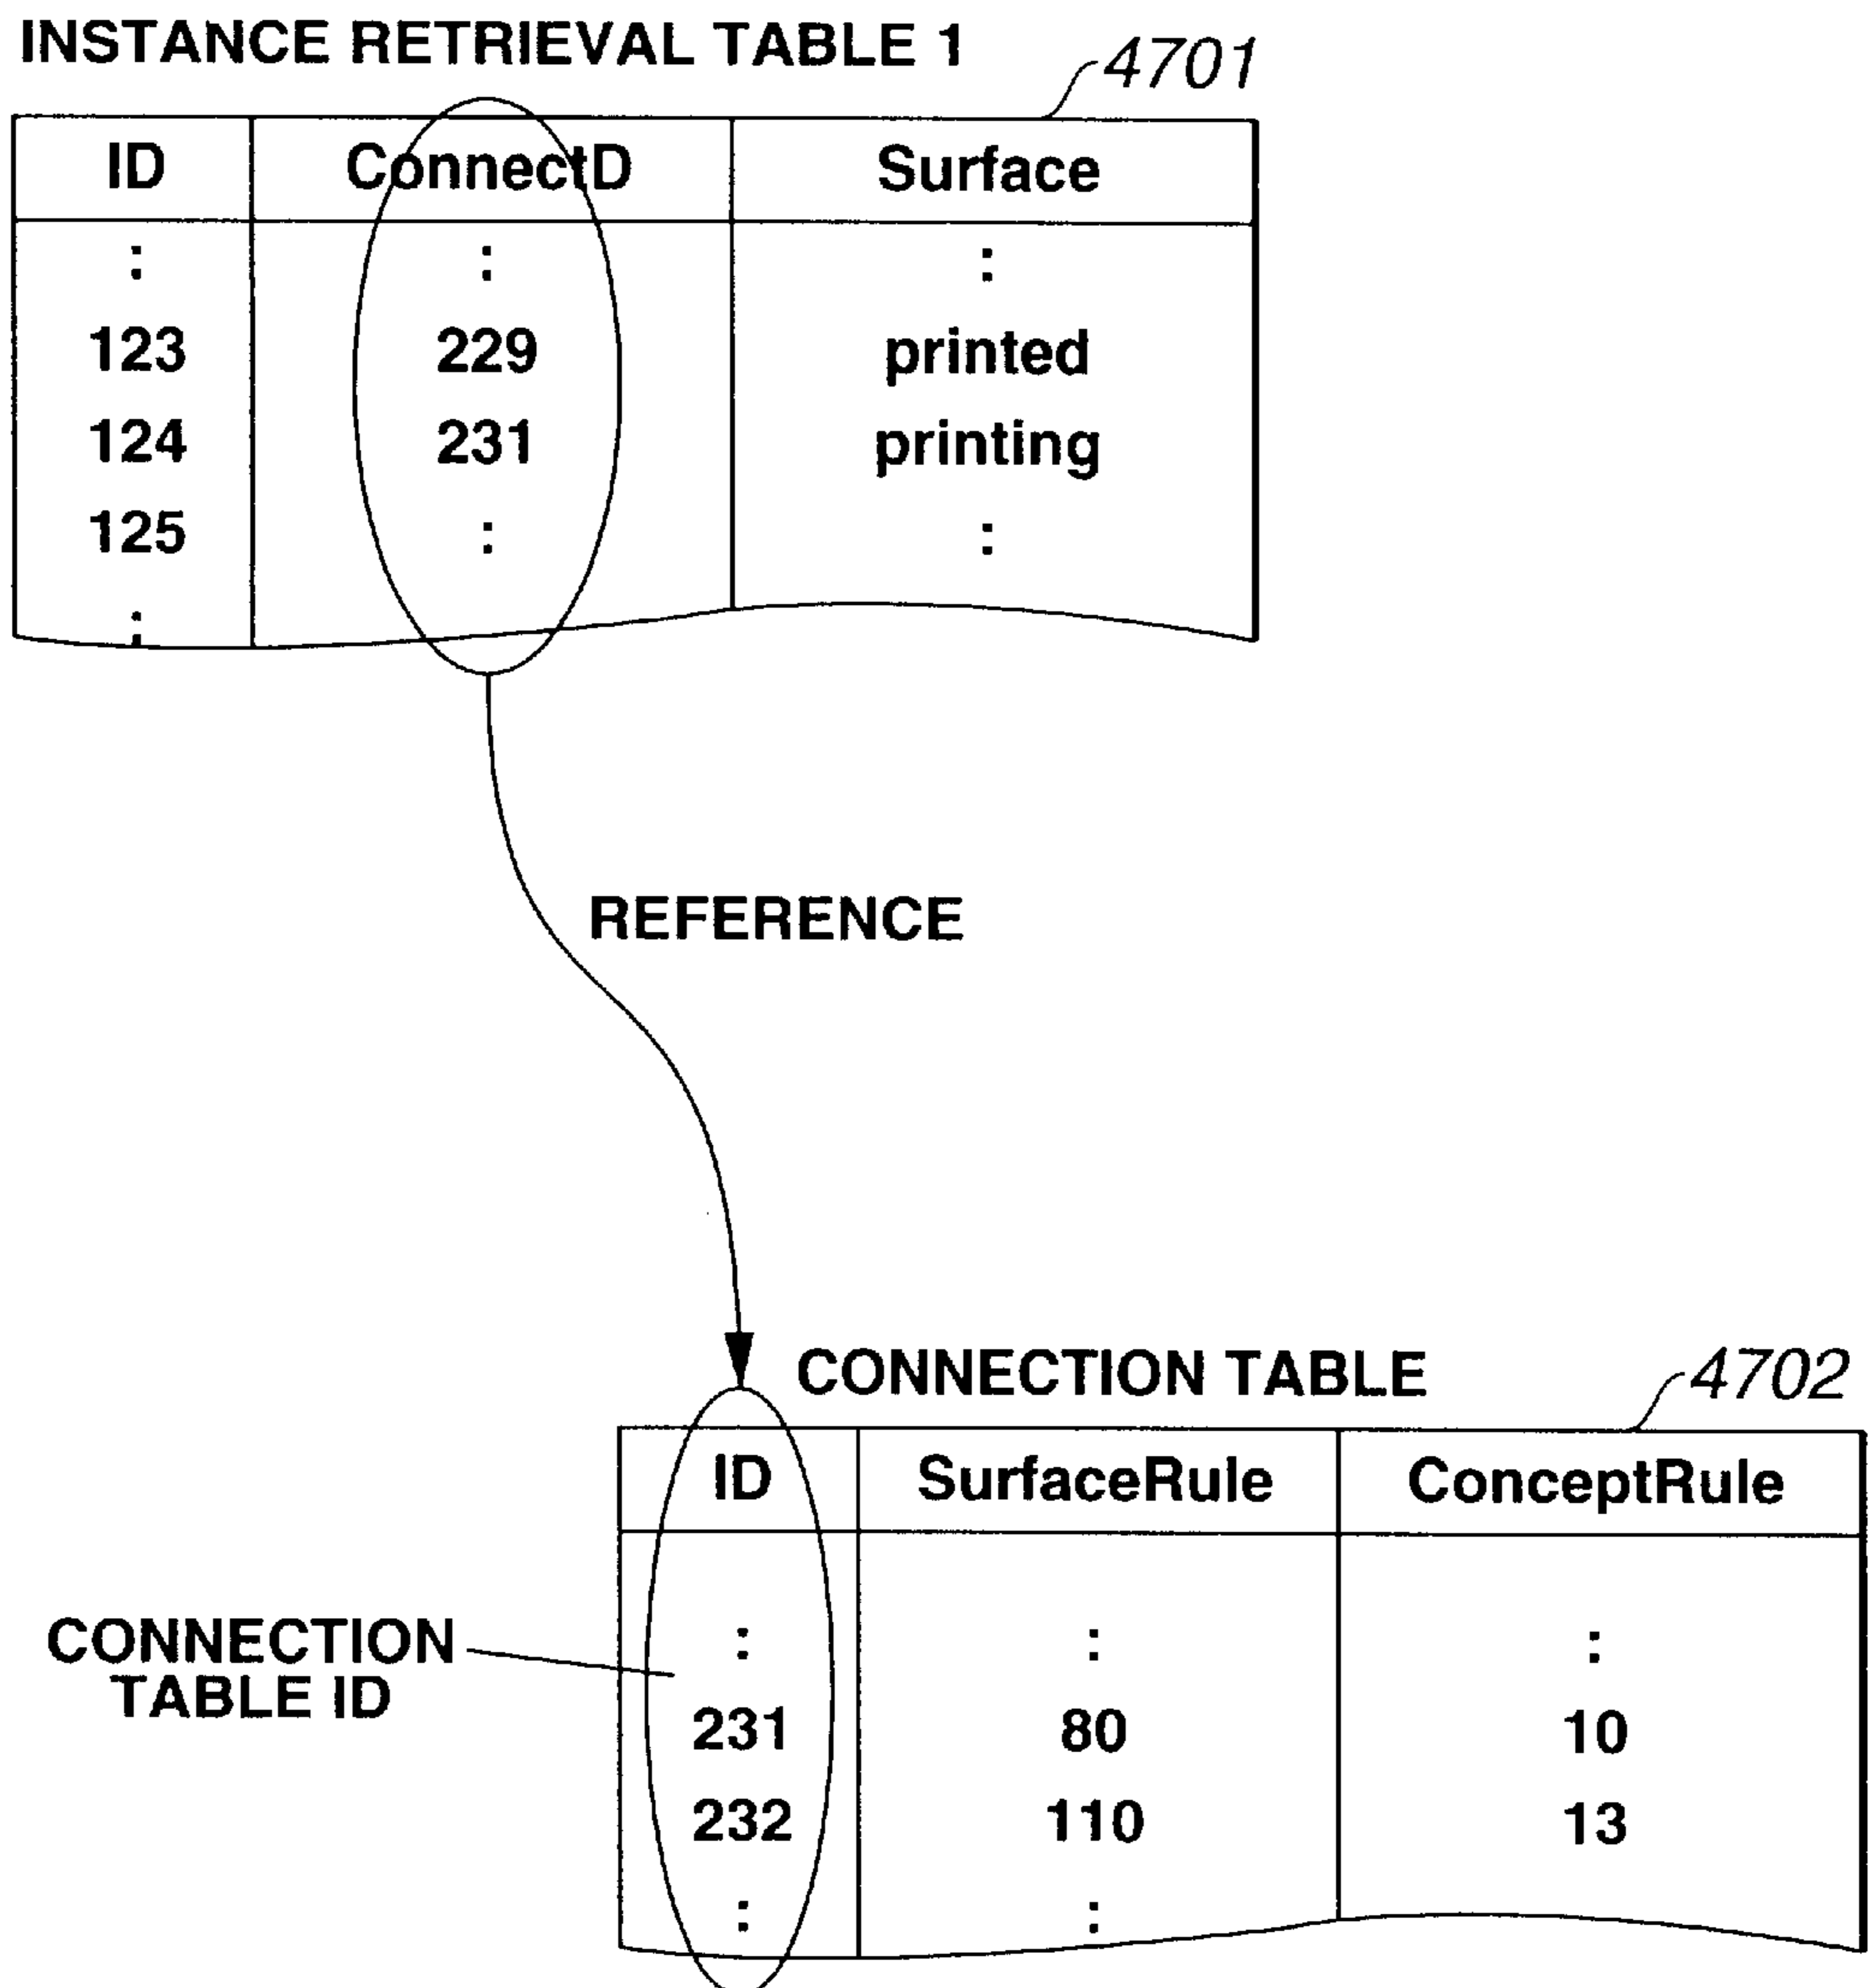 INSTANCE RETRIEVAL TABLE 1
4701
ID ConnectD Surface
: : :
123 229 printed
124 231 printing
125 : :
:
REFERENCE
CONNECTION TABLE
4702
ID SurfaceRule ConceptRule
CONNECTION
TABLE ID
: : :
231 80 10
232 110 13
: :